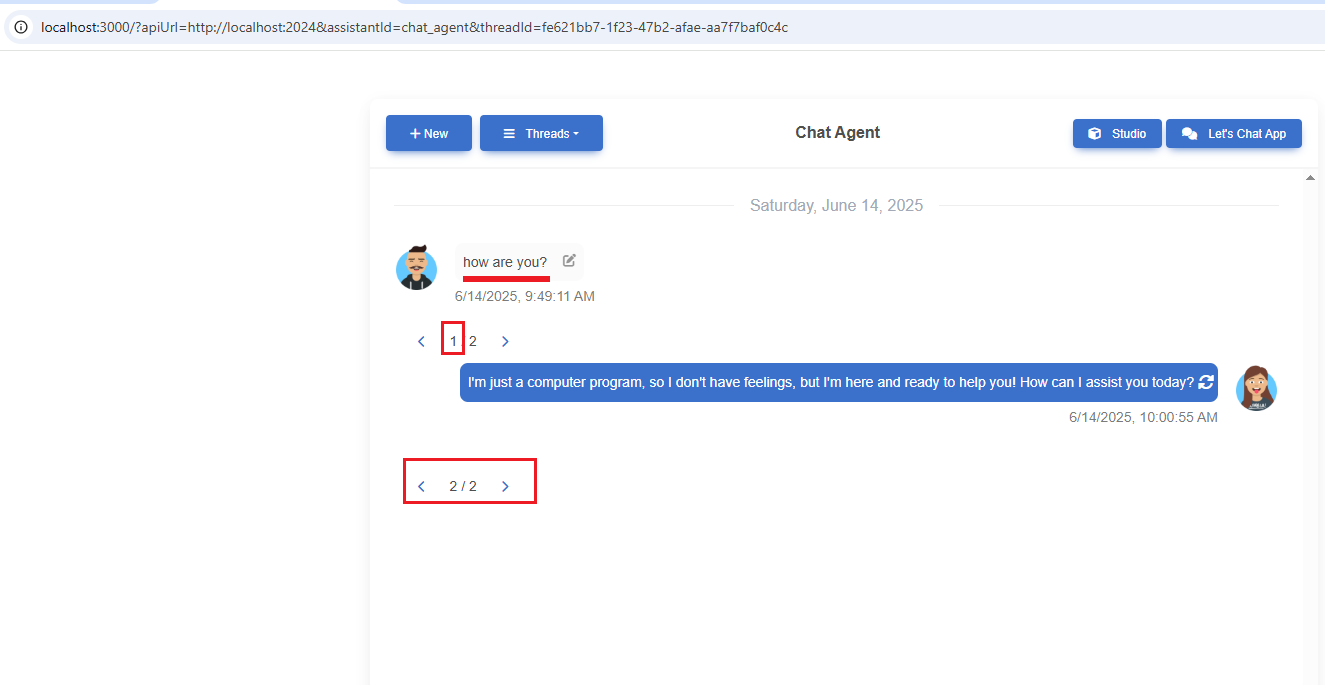 localhost:3000/?apiUrl=http://localhost:2024&assistantId=chat_agent&threadId=fe621bb7-1f23-47b2-afae-aa7f7baf0c4c
New Threads Chat Agent Studio Let's Chat App
Saturday, June 14, 2025
how are you?
6/14/2025, 9:49:11 AM
1 2
I'm just a computer program, so I don't have feelings, but I'm here and ready to help you! How can I assist you today?
6/14/2025, 10:00:55 AM
2 / 2